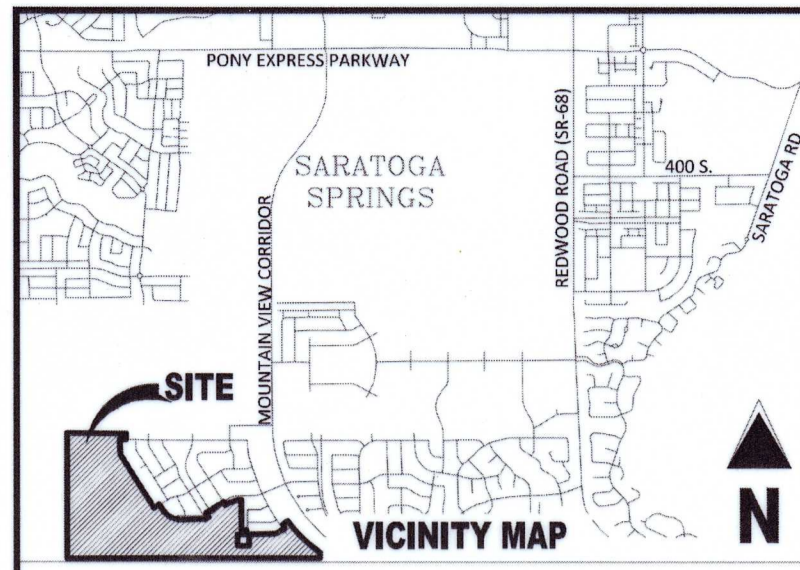 PONY EXPRESS PARKWAY
SARATOGA
SPRINGS
MOUNTAIN VIEW CORRIDOR
REDWOOD ROAD (SR-68)
400 S.
SARATOGA RD
SITE
VICINITY MAP
N